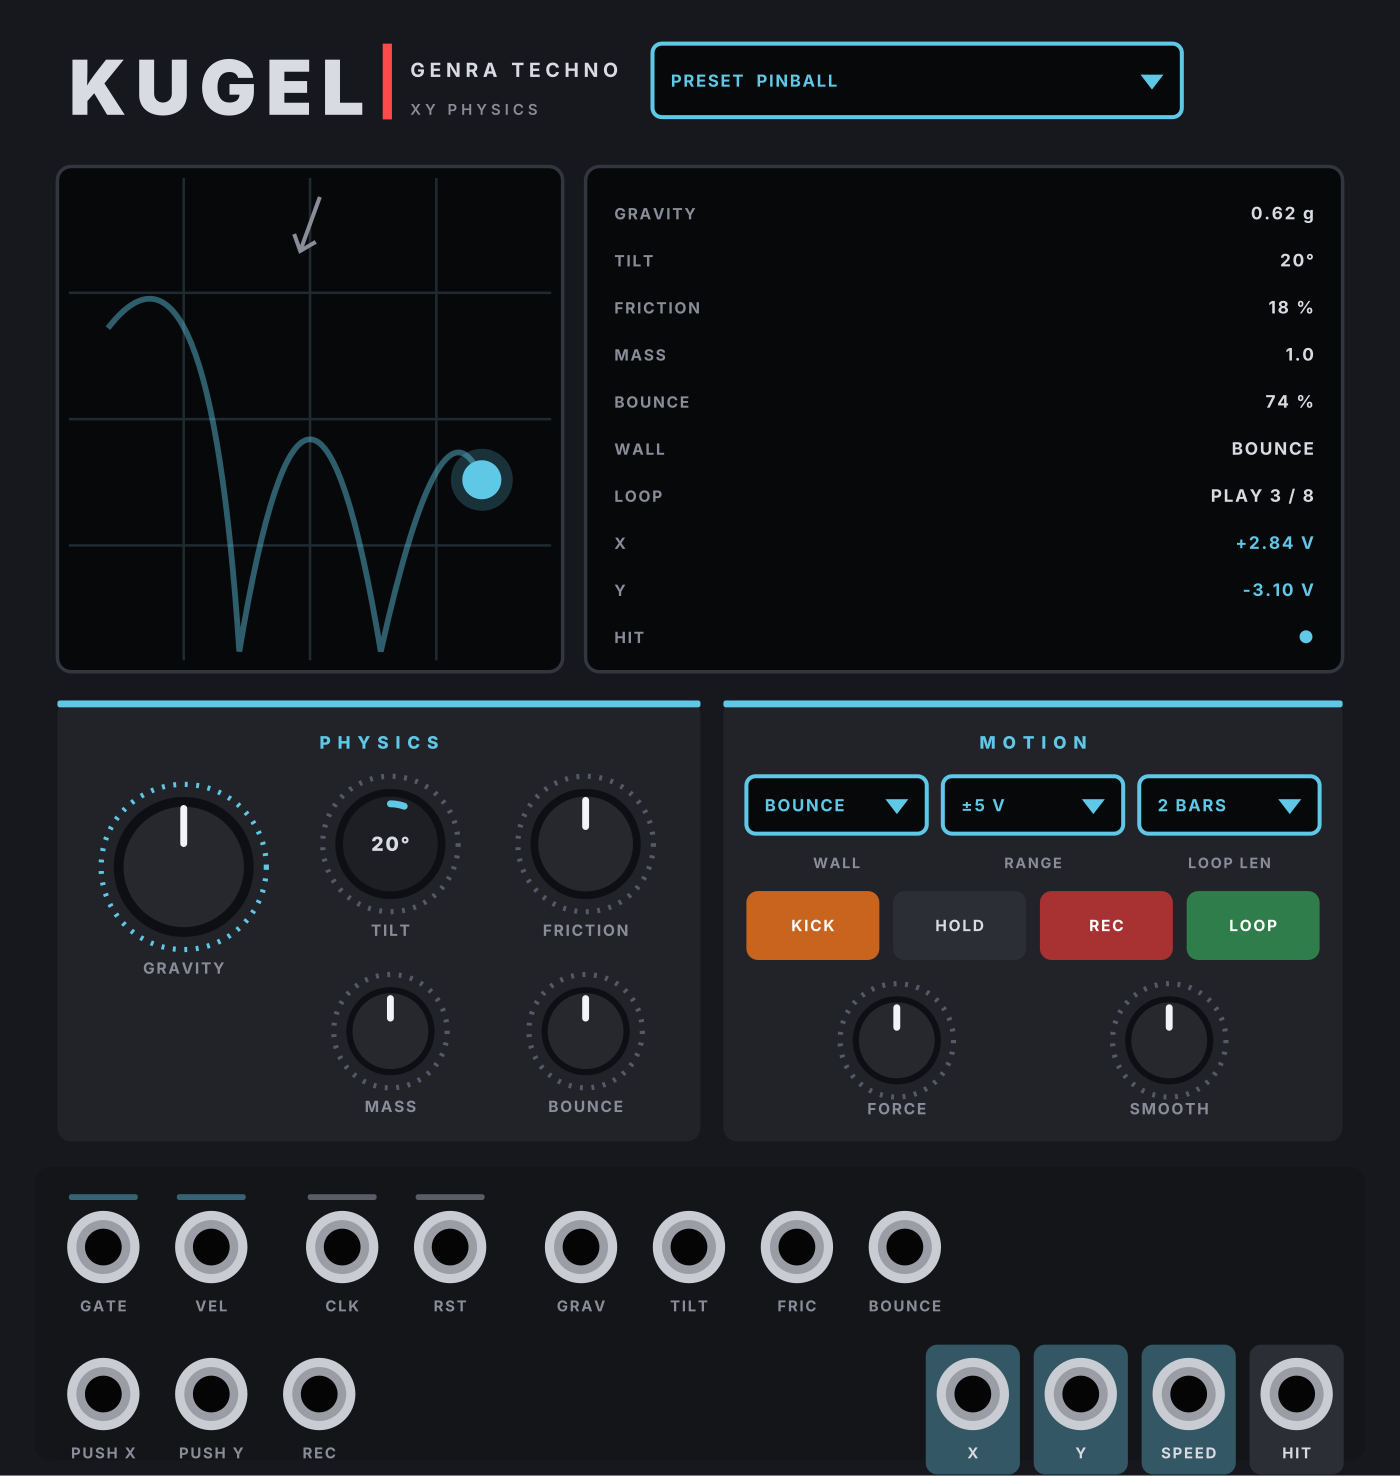 KUGEL
GENRA TECHNO
XY PHYSICS
PRESET PINBALL
GRAVITY 0.62 g
TILT 20°
FRICTION 18 %
MASS 1.0
BOUNCE 74 %
WALL BOUNCE
LOOP PLAY 3 / 8
X +2.84 V
Y -3.10 V
HIT
PHYSICS
20°
GRAVITY
TILT
FRICTION
MASS
BOUNCE
MOTION
BOUNCE ±5 V 2 BARS
WALL RANGE LOOP LEN
KICK HOLD REC LOOP
FORCE SMOOTH
GATE VEL CLK RST GRAV TILT FRIC BOUNCE
PUSH X PUSH Y REC X Y SPEED HIT